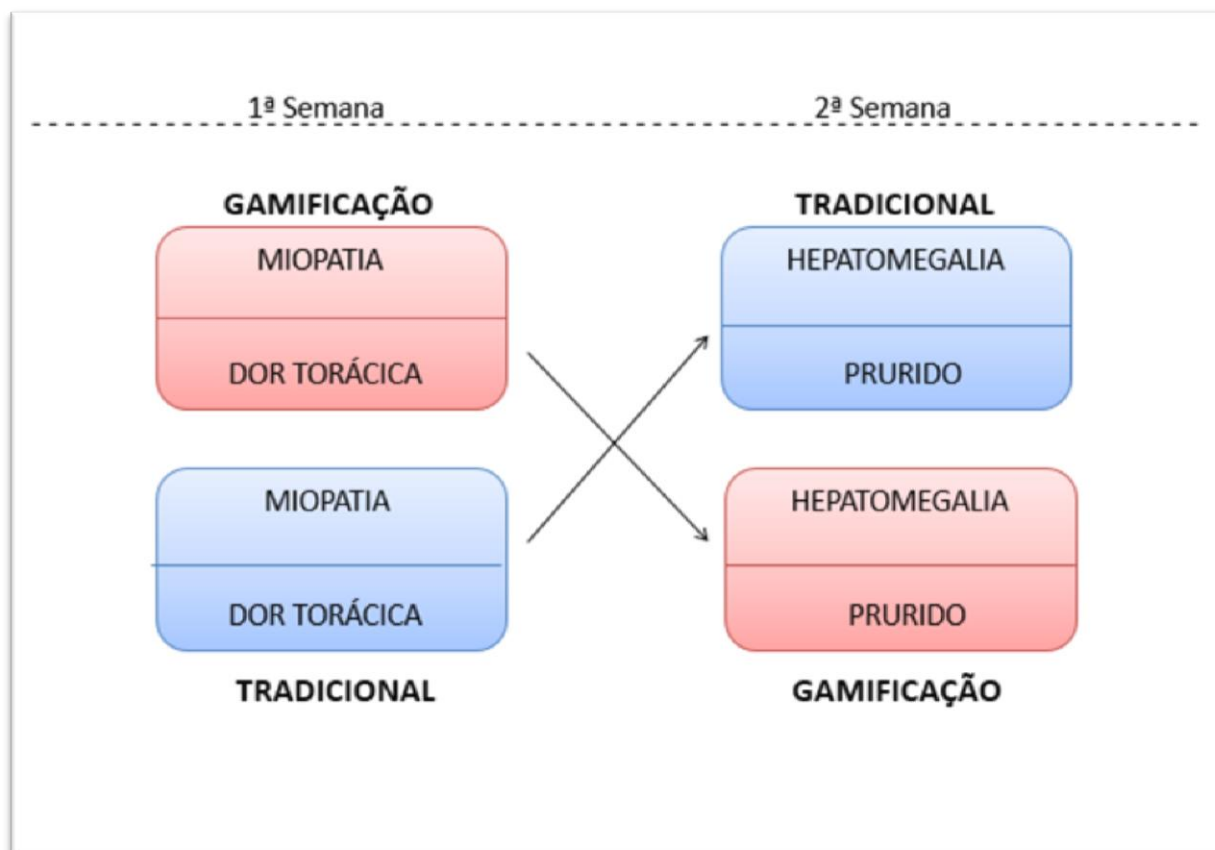 1ª Semana
2ª Semana
GAMIFICAÇÃO
MIOPATIA
DOR TORÁCICA
MIOPATIA
DOR TORÁCICA
TRADICIONAL
TRADICIONAL
HEPATOMEGALIA
PRURIDO
HEPATOMEGALIA
PRURIDO
GAMIFICAÇÃO